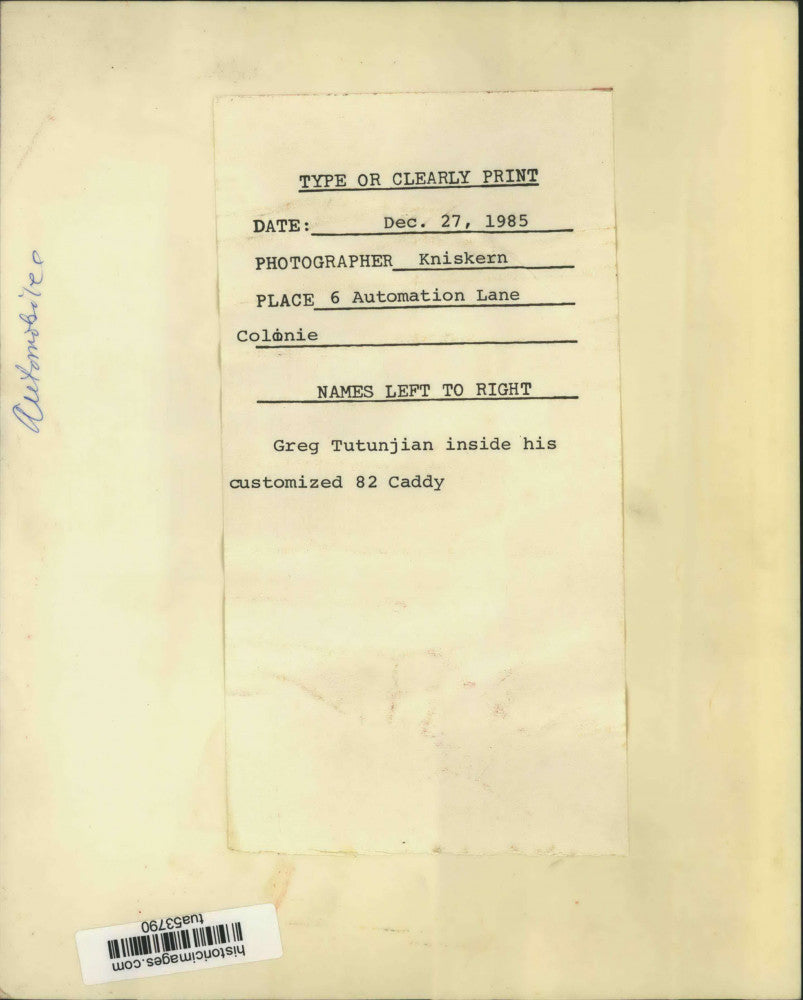 TYPE OR CLEARLY PRINT
DATE: Dec. 27, 1985
PHOTOGRAPHER Kniskern
PLACE 6 Automation Lane
Colonie
NAMES LEFT TO RIGHT
Greg Tutunjian inside his
customized 82 Caddy
Automobiles
historicimages.com
tua53790